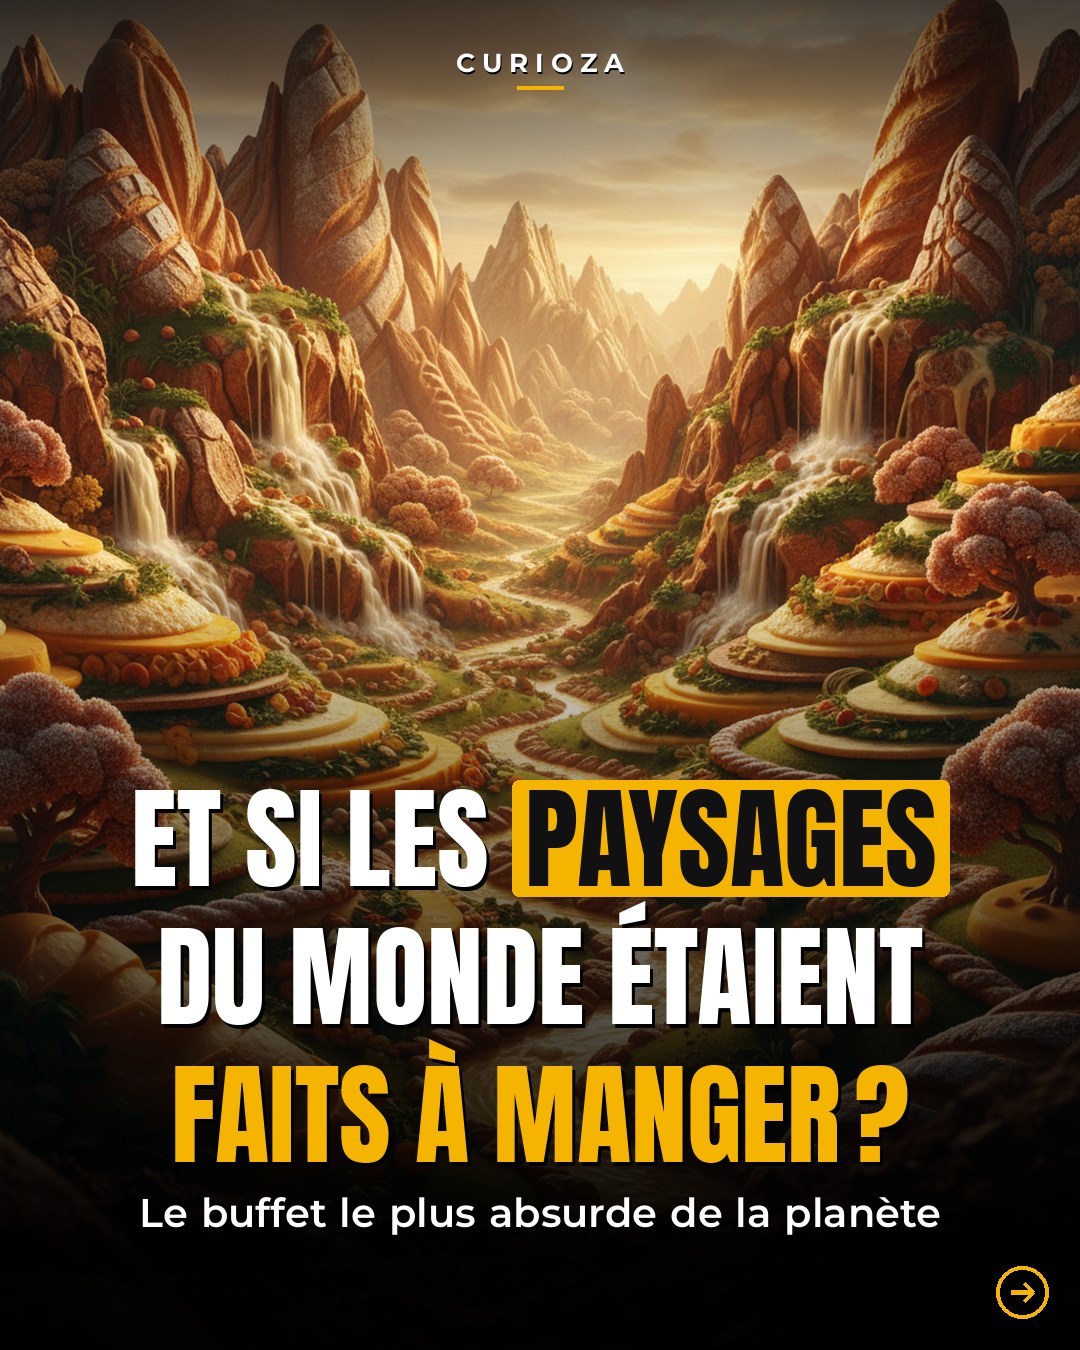 CURIOZA
ET SI LES PAYSAGES
DU MONDE ÉTAIENT
FAITS À MANGER ?
Le buffet le plus absurde de la planète